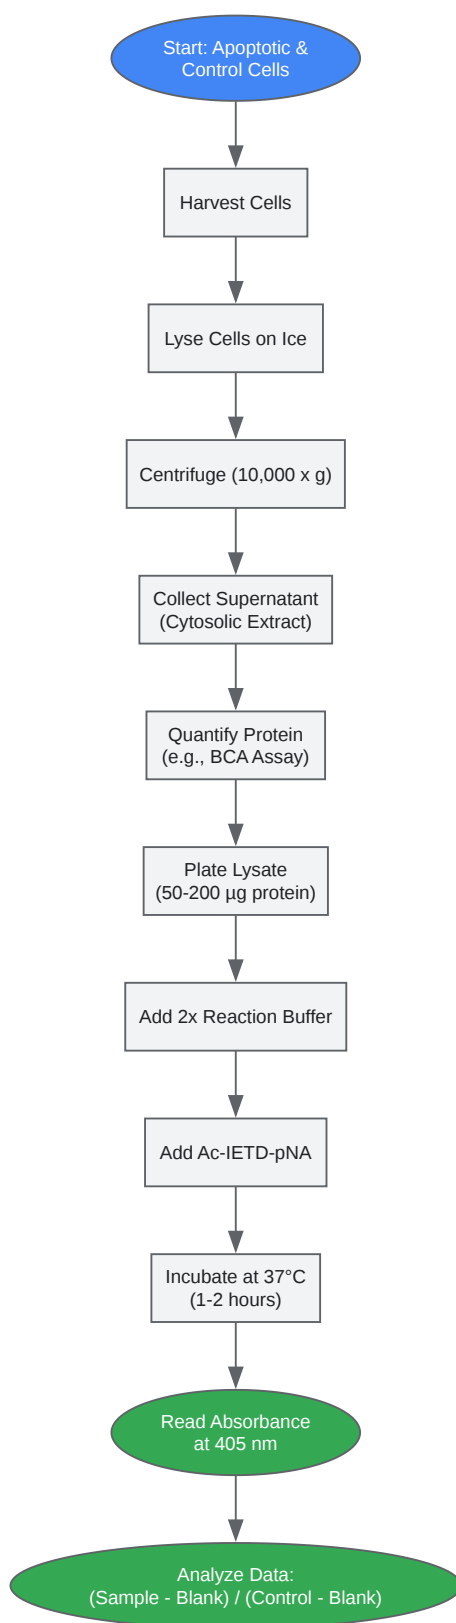 Start: Apoptotic &
Control Cells
Harvest Cells
Lyse Cells on Ice
Centrifuge (10,000 x g)
Collect Supernatant
(Cytosolic Extract)
Quantify Protein
(e.g., BCA Assay)
Plate Lysate
(50-200 µg protein)
Add 2x Reaction Buffer
Add Ac-IETD-pNA
Incubate at 37°C
(1-2 hours)
Read Absorbance
at 405 nm
Analyze Data:
(Sample - Blank) / (Control - Blank)